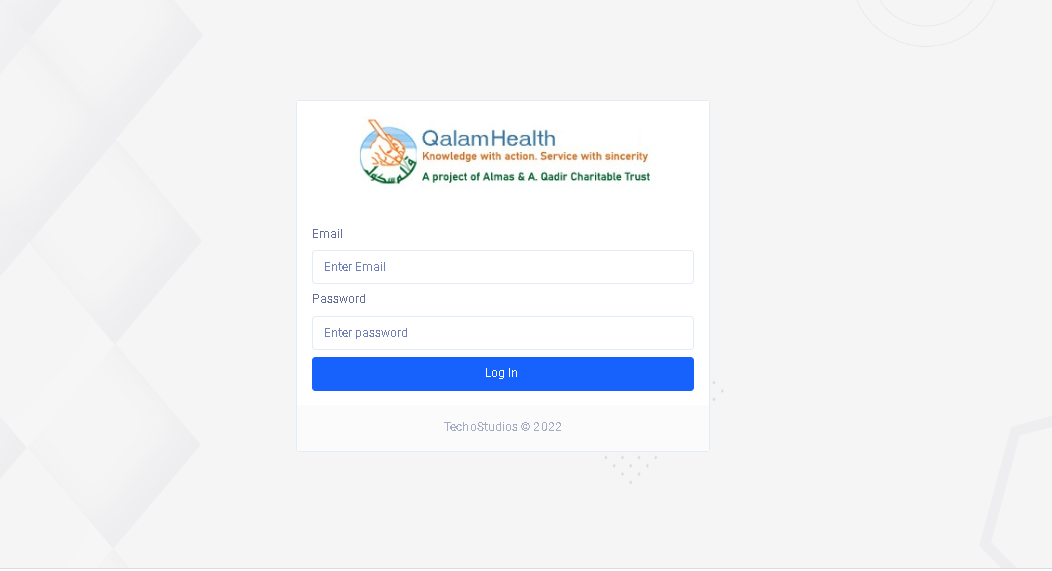 QalamHealth
Knowledge with action. Service with sincerity
A project of Almas & A. Qadir Charitable Trust
Email
Enter Email
Password
Enter password
Log In
TechoStudios © 2022